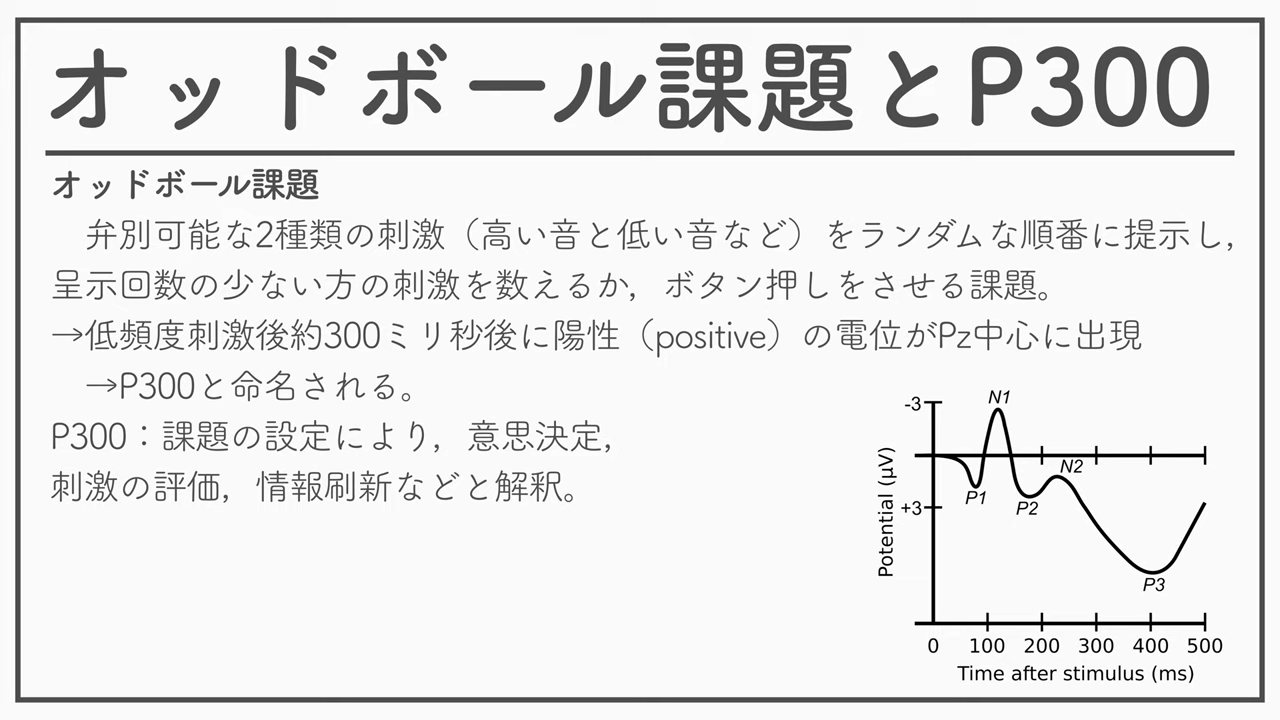 オッドボール課題とP300
オッドボール課題
弁別可能な2種類の刺激（高い音と低い音など）をランダムな順番に提示し，
呈示回数の少ない方の刺激を数えるか，ボタン押しをさせる課題。
→低頻度刺激後約300ミリ秒後に陽性（positive）の電位がPz中心に出現
→P300と命名される。
P300：課題の設定により，意思決定，
刺激の評価，情報刷新などと解釈。
-3
N1
N2
P1
P2
+3
Potential (μV)
P3
0 100 200 300 400 500
Time after stimulus (ms)